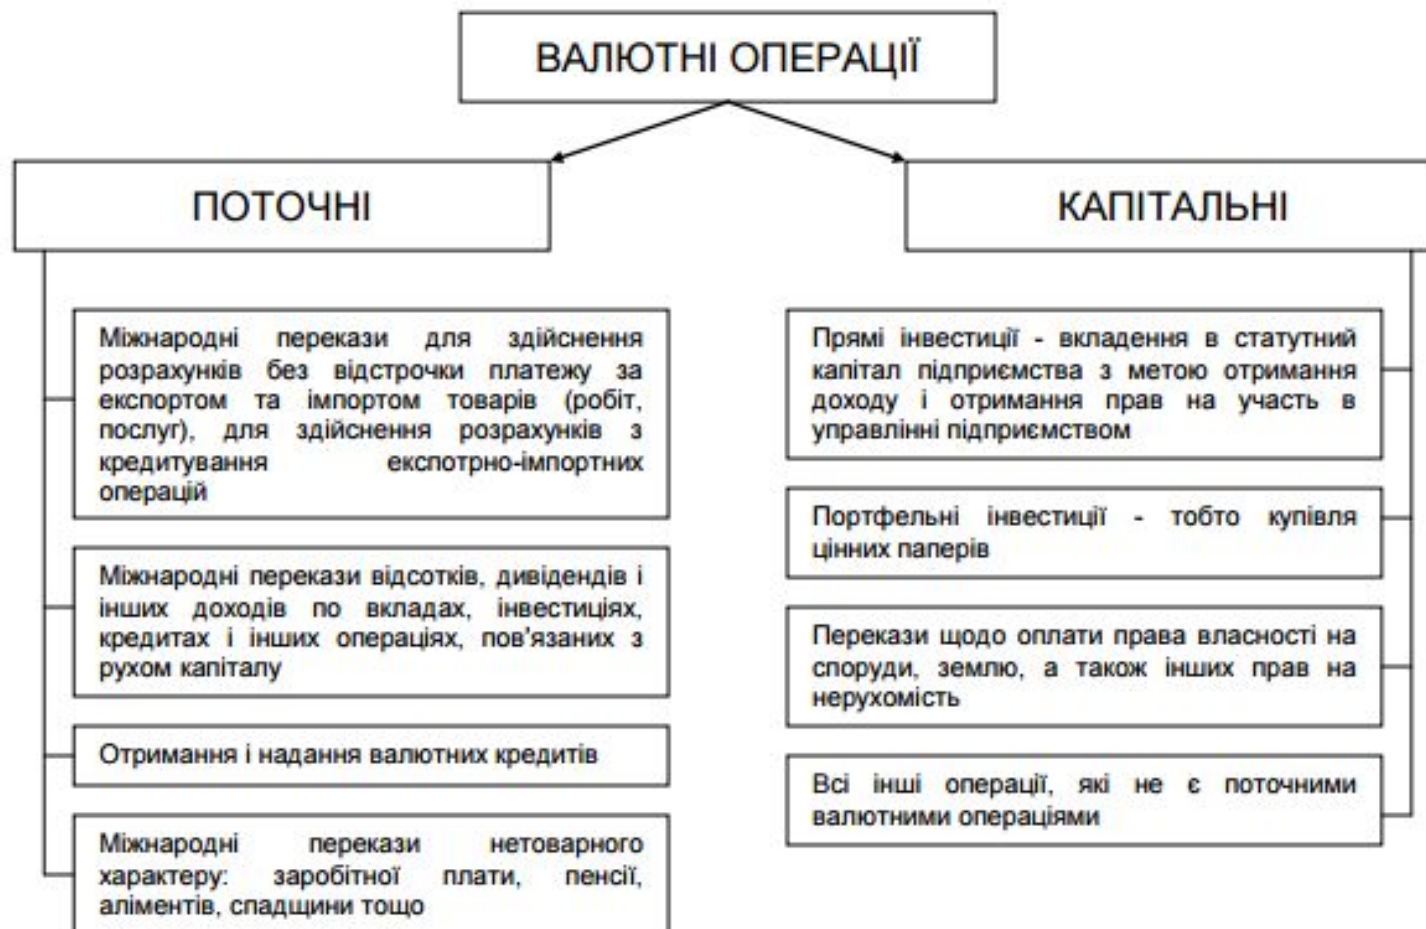 ВАЛЮТНІ ОПЕРАЦІЇ
ПОТОЧНІ
Міжнародні перекази для здійснення
розрахунків без відстрочки платежу за
експортом та імпортом товарів (робіт,
послуг), для здійснення розрахунків з
кредитування експотрно-імпортних
операцій
Міжнародні перекази відсотків, дивідендів і
інших доходів по вкладах, інвестиціях,
кредитах і інших операціях, пов'язаних з
рухом капіталу
Отримання і надання валютних кредитів
Міжнародні перекази нетоварного
характеру: заробітної плати, пенсії,
аліментів, спадщини тощо
КАПІТАЛЬНІ
Прямі інвестиції - вкладення в статутний
капітал підприємства з метою отримання
доходу і отримання прав на участь в
управлінні підприємством
Портфельні інвестиції - тобто купівля
цінних паперів
Перекази щодо оплати права власності на
споруди, землю, а також інших прав на
нерухомість
Всі інші операції, які не є поточними
валютними операціями